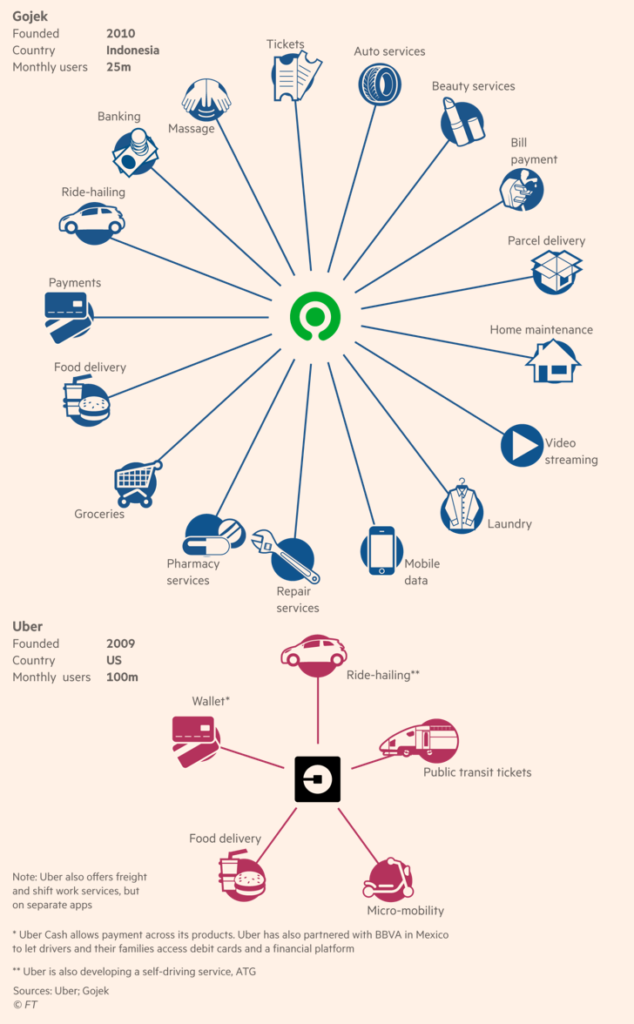 Gojek
Founded 2010
Country Indonesia
Monthly users 25m
Tickets
Auto services
Beauty services
Massage
Banking
Bill
payment
Ride-hailing
Parcel delivery
Payments
Home maintenance
Food delivery
Video
streaming
Groceries
Laundry
Pharmacy
services
Mobile
data
Repair
services
Uber
Founded 2009
Country US
Monthly users 100m
Ride-hailing**
Wallet*
Public transit tickets
Food delivery
Micro-mobility
Note: Uber also offers freight
and shift work services, but
on separate apps
* Uber Cash allows payment across its products. Uber has also partnered with BBVA in Mexico
to let drivers and their families access debit cards and a financial platform
** Uber is also developing a self-driving service, ATG
Sources: Uber; Gojek
© FT